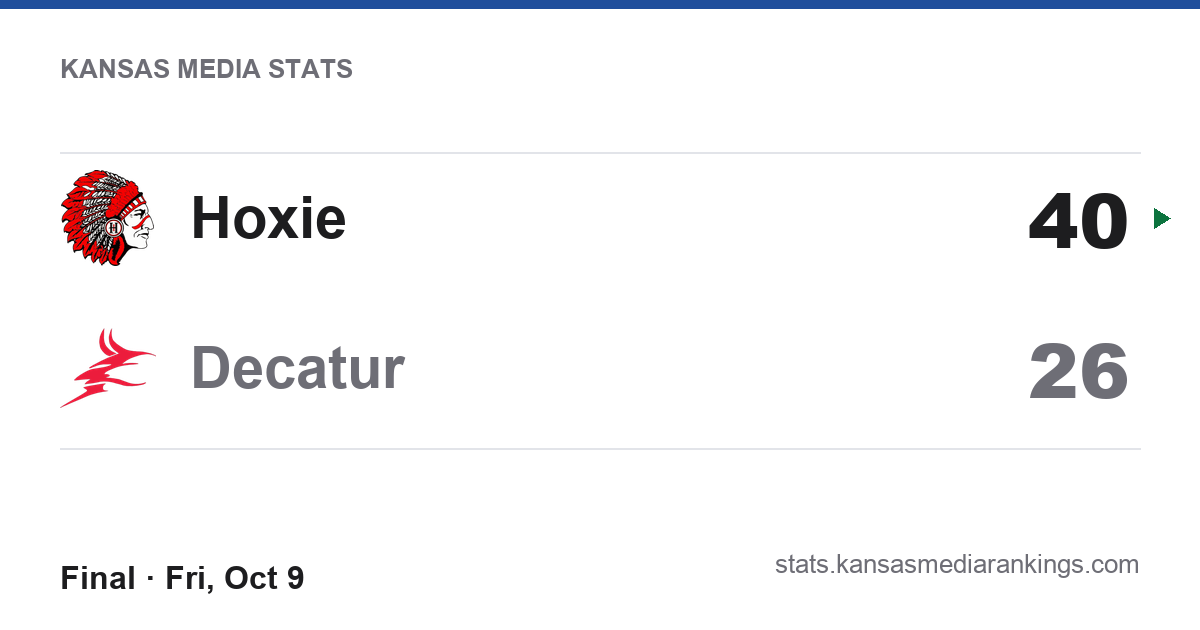 KANSAS MEDIA STATS
Hoxie 40
H
Decatur 26
Final · Fri, Oct 9
stats.kansasmediarankings.com